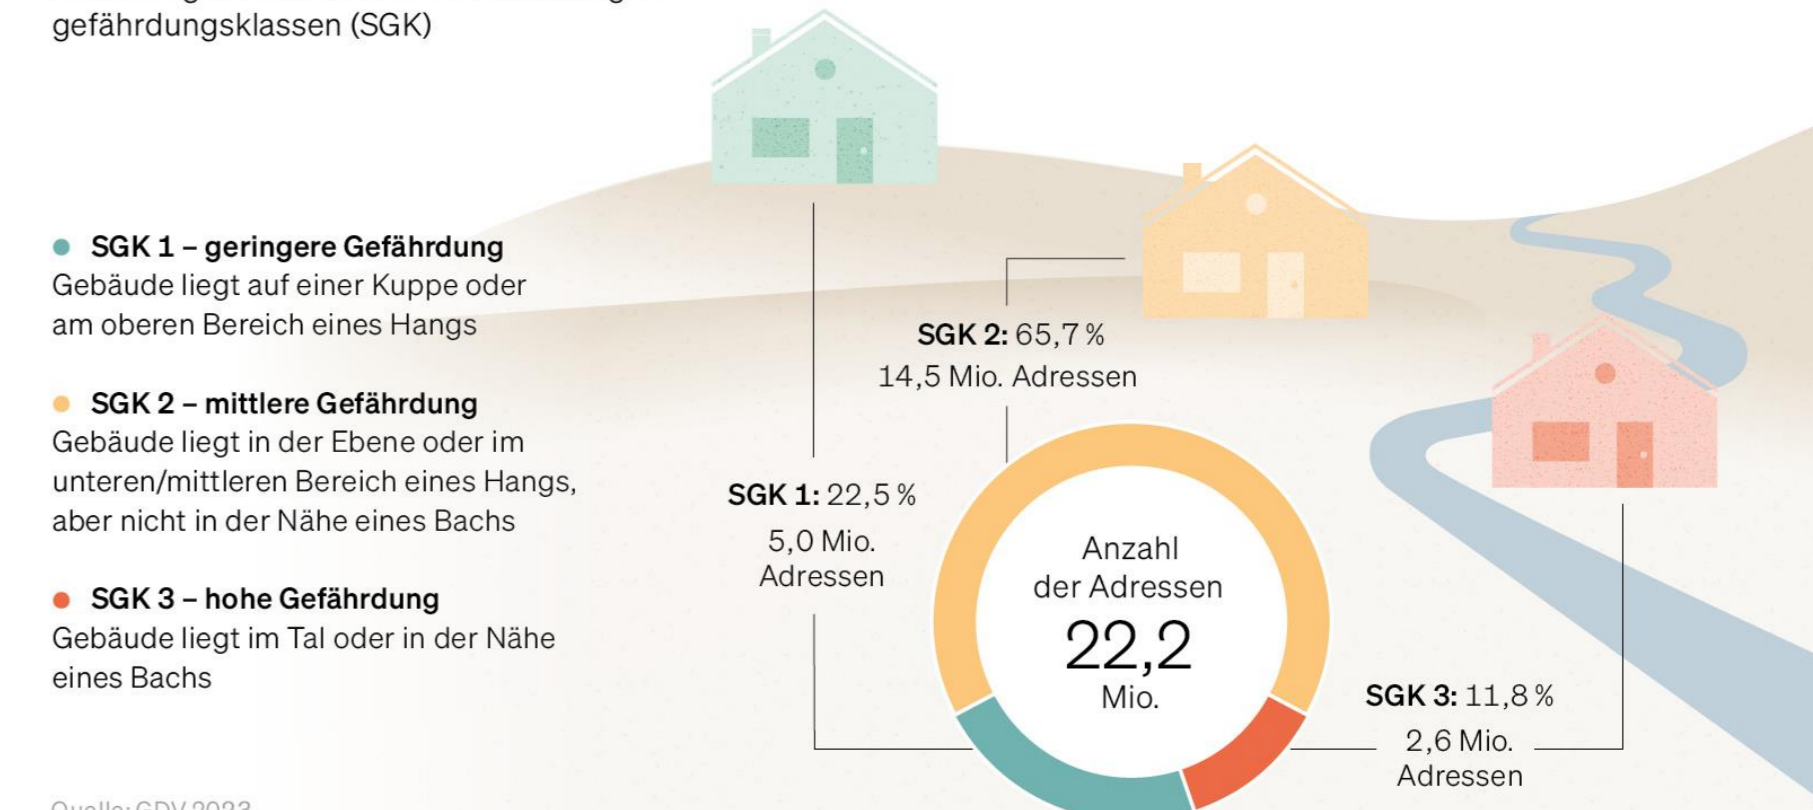 gefährdungsklassen (SGK)
SGK 1 – geringere Gefährdung
Gebäude liegt auf einer Kuppe oder
am oberen Bereich eines Hangs
SGK 2 – mittlere Gefährdung
Gebäude liegt in der Ebene oder im
unteren/mittleren Bereich eines Hangs,
aber nicht in der Nähe eines Bachs
SGK 3 – hohe Gefährdung
Gebäude liegt im Tal oder in der Nähe
eines Bachs
SGK 2: 65,7 %
14,5 Mio. Adressen
SGK 1: 22,5 %
5,0 Mio.
Adressen
Anzahl
der Adressen
22,2
Mio.
SGK 3: 11,8 %
2,6 Mio.
Adressen
Quelle: GDV 2023